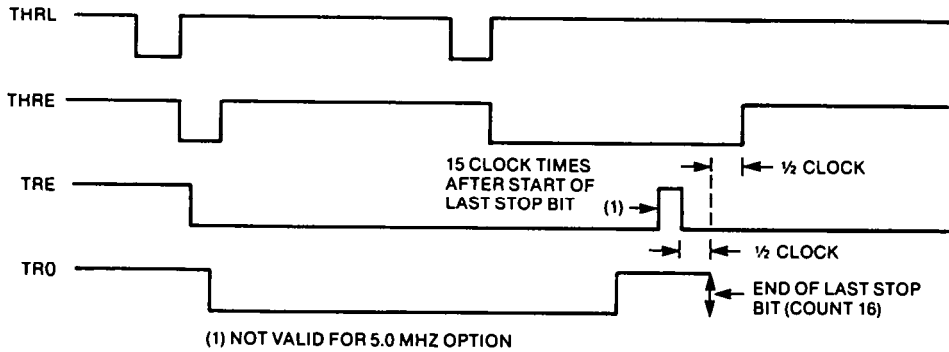 THRL
THRE
15 CLOCK TIMES
AFTER START OF
LAST STOP BIT
(1)
½ CLOCK
TRE
½ CLOCK
TRO
END OF LAST STOP
BIT (COUNT 16)
(1) NOT VALID FOR 5.0 MHZ OPTION